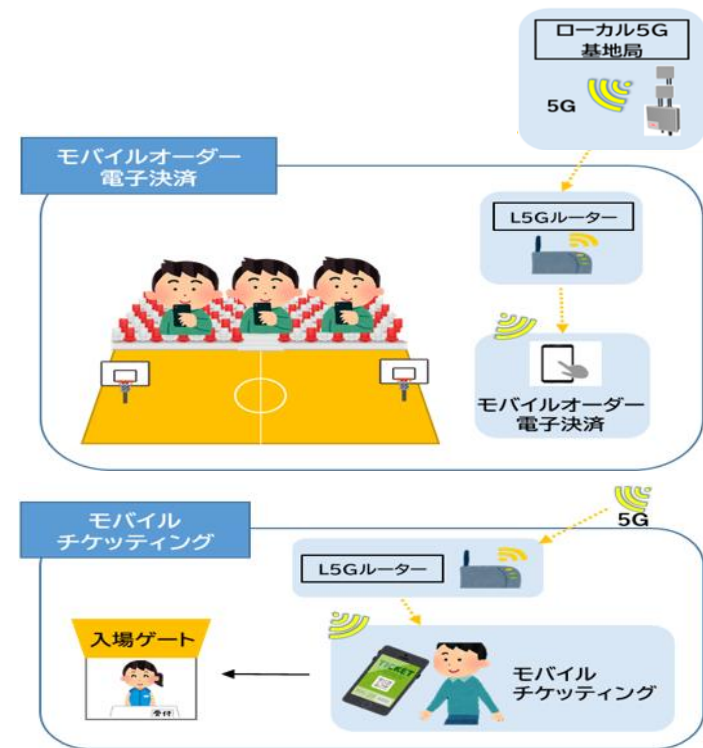 ローカル5G
基地局
5G
モバイルオーダー
電子決済
L5Gルーター
モバイルオーダー
電子決済
モバイル
チケッティング
5G
L5Gルーター
入場ゲート
受付
TICKET
モバイル
チケッティング